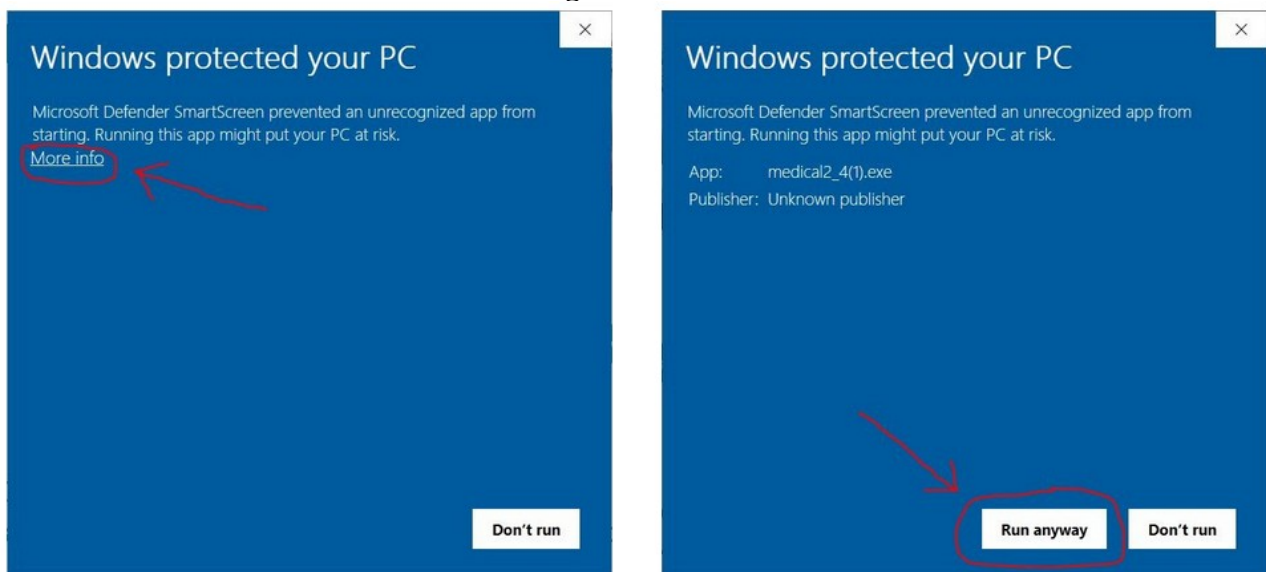 Windows protected your PC
Microsoft Defender SmartScreen prevented an unrecognized app from
starting. Running this app might put your PC at risk.
More info
Don't run
Windows protected your PC
Microsoft Defender SmartScreen prevented an unrecognized app from
starting. Running this app might put your PC at risk.
App: medical2_4(1).exe
Publisher: Unknown publisher
Run anyway
Don't run